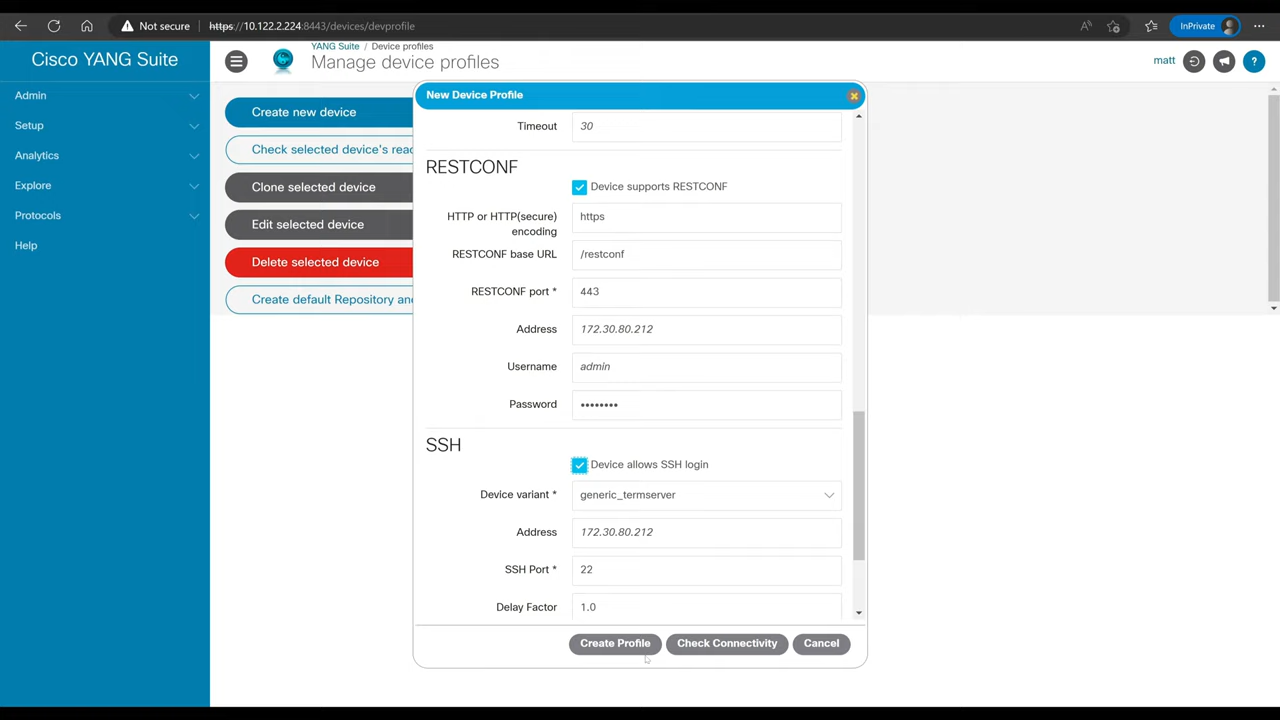 Not secure
https://10.122.2.224:8443/devices/devprofile
InPrivate
Cisco YANG Suite
YANG Suite / Device profiles
Manage device profiles
matt
Admin
Setup
Analytics
Explore
Protocols
Help
Create new device
Check selected device's reac
Clone selected device
Edit selected device
Delete selected device
Create default Repository and
New Device Profile
Timeout 30
RESTCONF
Device supports RESTCONF
HTTP or HTTP(secure) https
encoding
RESTCONF base URL /restconf
RESTCONF port * 443
Address 172.30.80.212
Username admin
Password ••••••••
SSH
Device allows SSH login
Device variant * generic_termserver
Address 172.30.80.212
SSH Port * 22
Delay Factor 1.0
Create Profile Check Connectivity Cancel